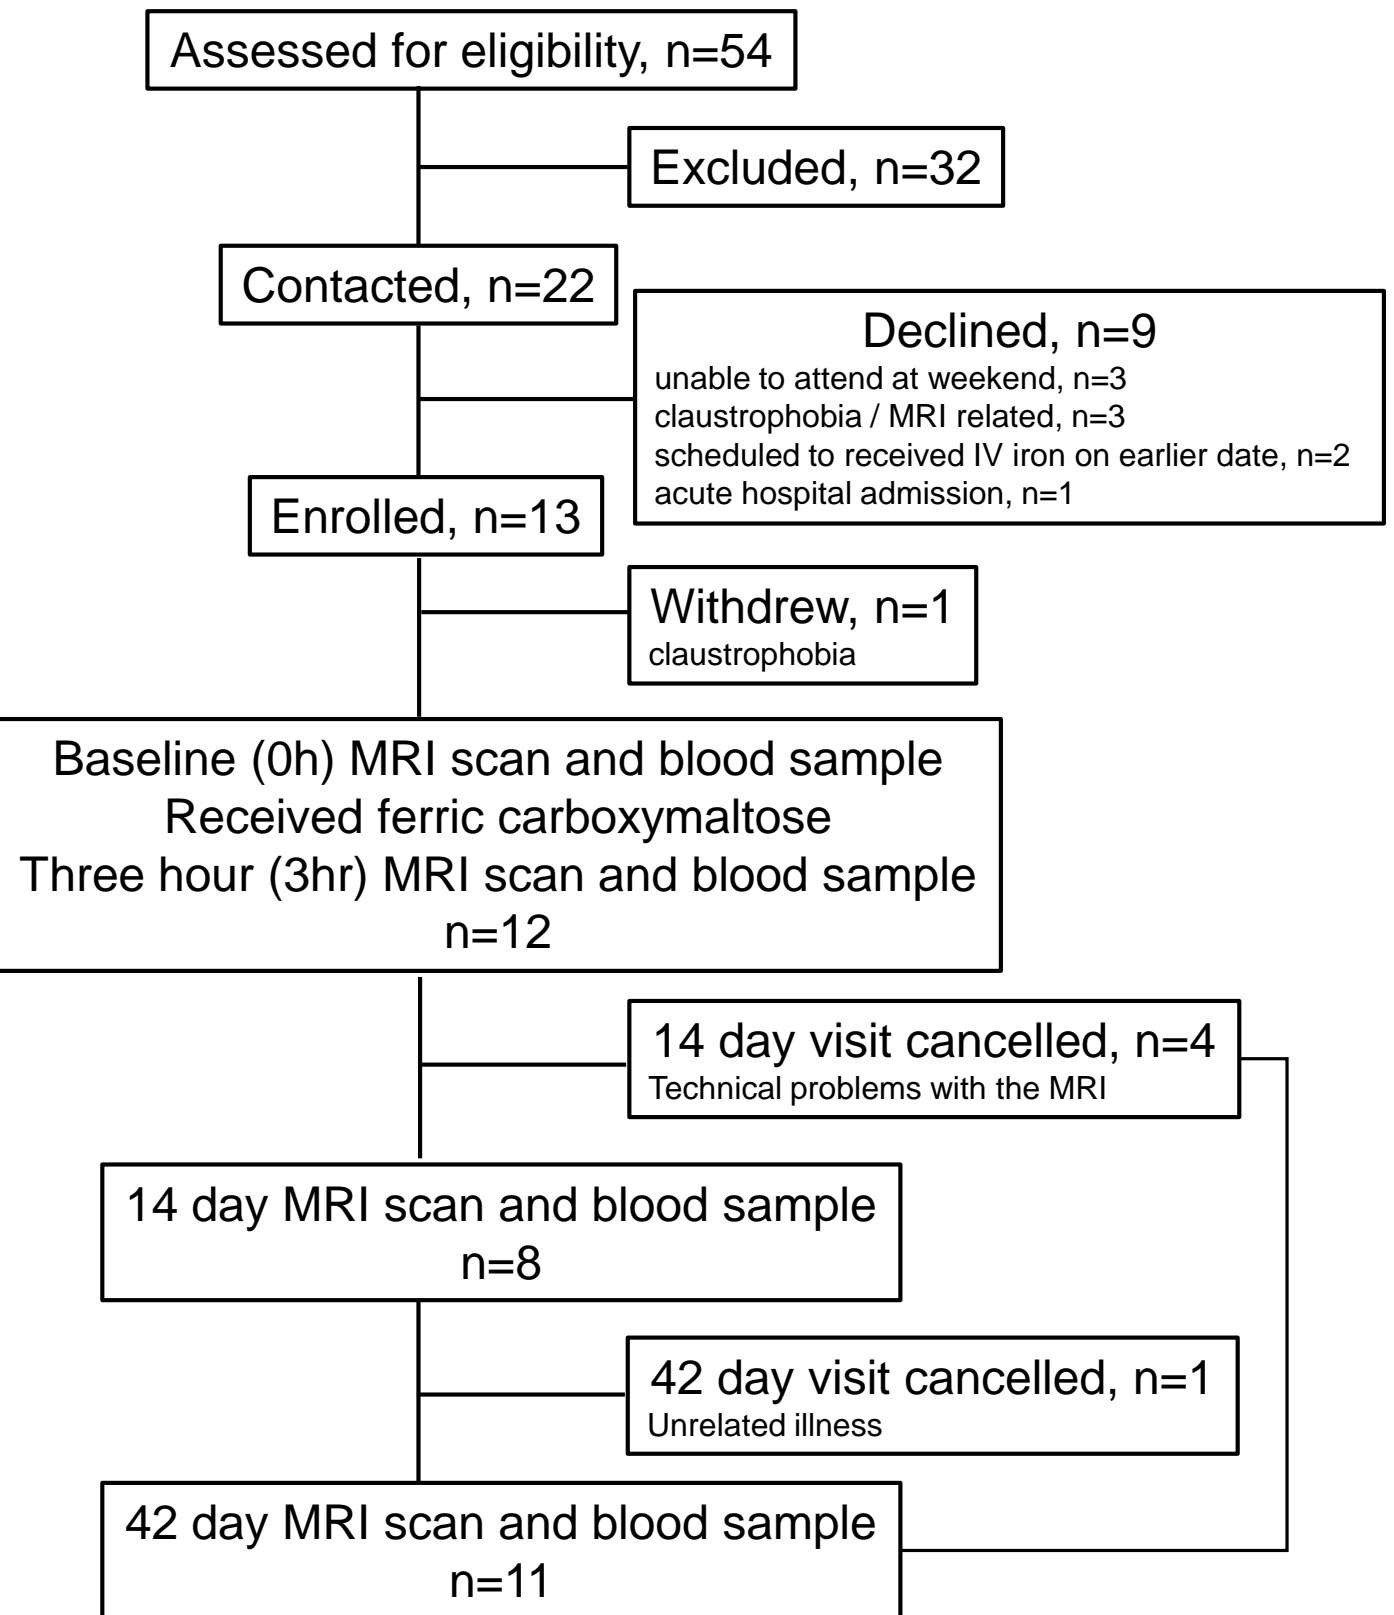 Assessed for eligibility, n=54
Excluded, n=32
Contacted, n=22
Declined, n=9
unable to attend at weekend, n=3
claustrophobia / MRI related, n=3
scheduled to received IV iron on earlier date, n=2
acute hospital admission, n=1
Enrolled, n=13
Withdrew, n=1
claustrophobia
Baseline (0h) MRI scan and blood sample
Received ferric carboxymaltose
Three hour (3hr) MRI scan and blood sample
n=12
14 day visit cancelled, n=4
Technical problems with the MRI
14 day MRI scan and blood sample
n=8
42 day visit cancelled, n=1
Unrelated illness
42 day MRI scan and blood sample
n=11